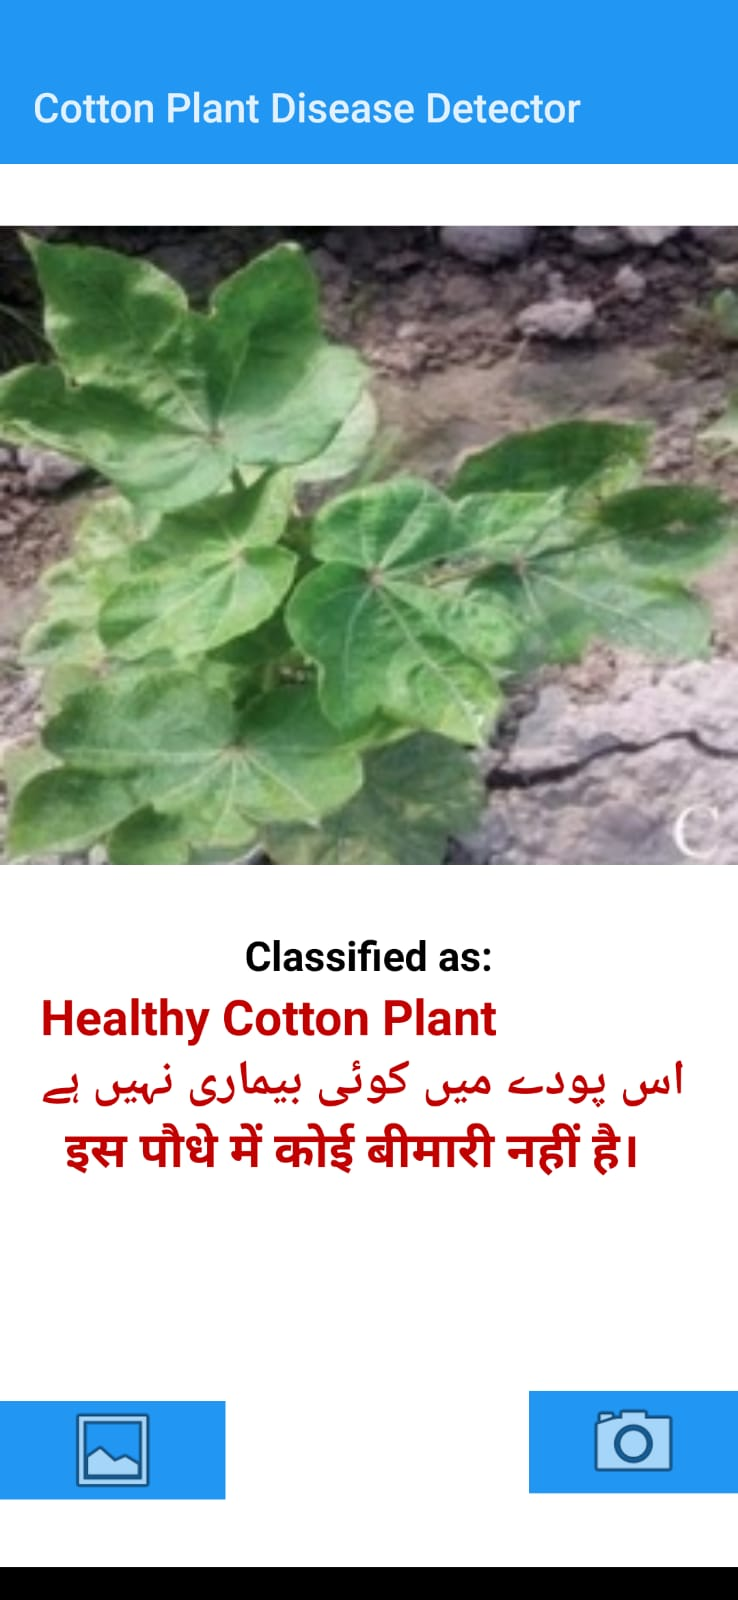 Cotton Plant Disease Detector
C
Classified as:
Healthy Cotton Plant
اس پودے میں کوئی بیماری نہیں ہے
इस पौधे में कोई बीमारी नहीं है।